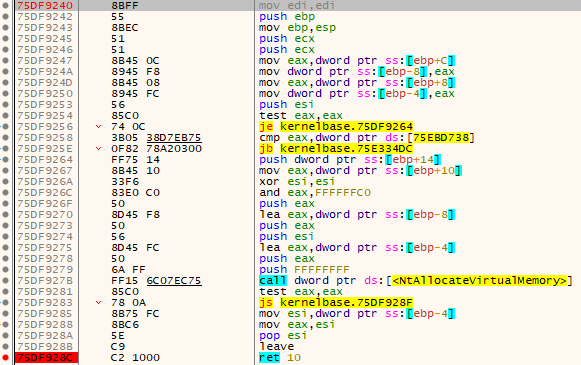 75DF9240 8BFF mov edi,edi
75DF9242 55 push ebp
75DF9243 8BEC mov ebp,esp
75DF9245 51 push ecx
75DF9246 51 push ecx
75DF9247 8B45 0C mov eax,dword ptr ss:[ebp+C]
75DF924A 8945 F8 mov dword ptr ss:[ebp-8],eax
75DF924D 8B45 08 mov eax,dword ptr ss:[ebp+8]
75DF9250 8945 FC mov dword ptr ss:[ebp-4],eax
75DF9253 56 push esi
75DF9254 85C0 test eax,eax
75DF9256 74 0C je kernelbase.75DF9264
75DF9258 3B05 38D7EB75 cmp eax,dword ptr ds:[75EBD738]
75DF925E 0F82 78A20300 jb kernelbase.75E334DC
75DF9264 FF75 14 push dword ptr ss:[ebp+14]
75DF9267 8B45 10 mov eax,dword ptr ss:[ebp+10]
75DF926A 33F6 xor esi,esi
75DF926C 83E0 C0 and eax,FFFFFFC0
75DF926F 50 push eax
75DF9270 8D45 F8 lea eax,dword ptr ss:[ebp-8]
75DF9273 50 push eax
75DF9274 56 push esi
75DF9275 8D45 FC lea eax,dword ptr ss:[ebp-4]
75DF9278 50 push eax
75DF9279 6A FF push FFFFFFFF
75DF927B FF15 6C07EC75 call dword ptr ds:[<NtAllocateVirtualMemory>]
75DF9281 85C0 test eax,eax
75DF9283 78 0A js kernelbase.75DF928F
75DF9285 8B75 FC mov esi,dword ptr ss:[ebp-4]
75DF9288 8BC6 mov eax,esi
75DF928A 5E pop esi
75DF928B C9 leave
75DF928C C2 1000 ret 10